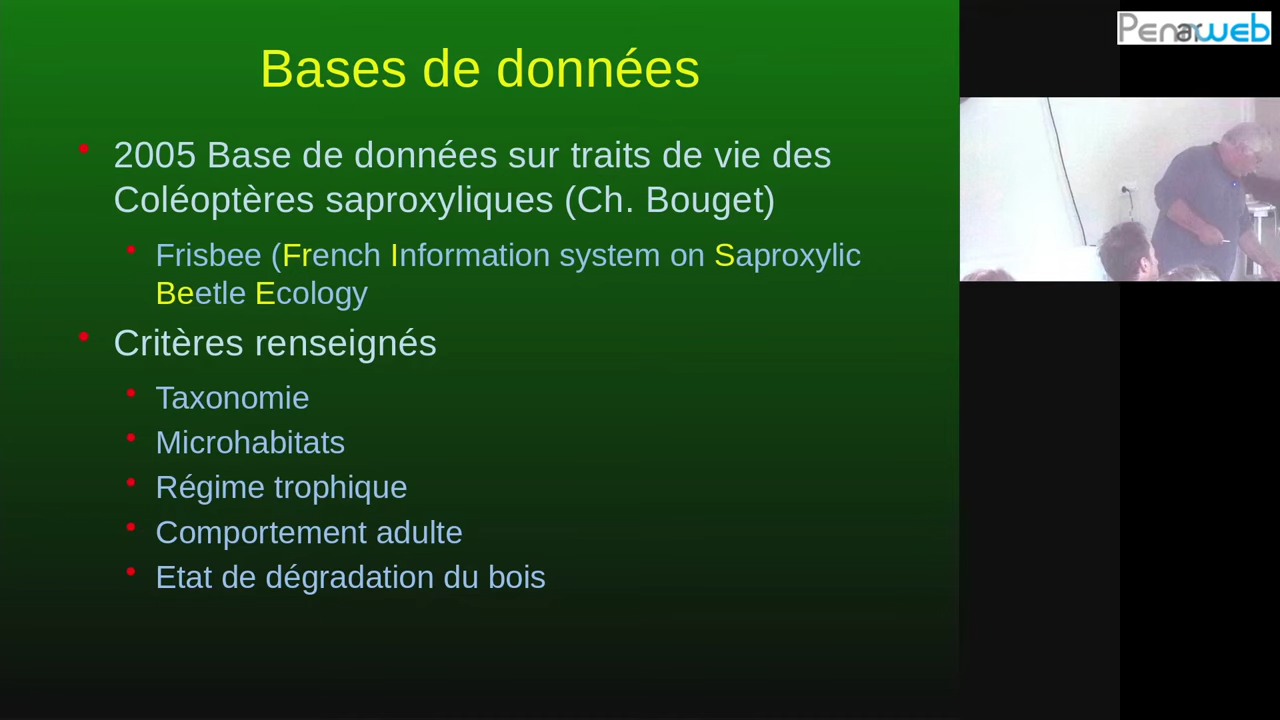 Penarweb
Bases de données
2005 Base de données sur traits de vie des
Coléoptères saproxyliques (Ch. Bouget)
Frisbee (French Information system on Saproxylic
Beetle Ecology
Critères renseignés
Taxonomie
Microhabitats
Régime trophique
Comportement adulte
Etat de dégradation du bois